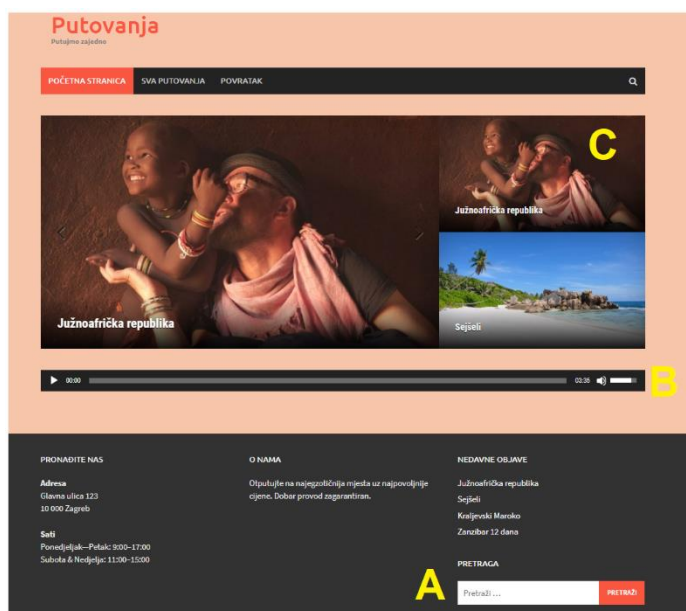 Putovanja
Putujmo zajedno
POČETNA STRANICA SVA PUTOVANJA POVRATAK
C
Južnoafrička republika
Južnoafrička republika
Sejšeli
00:00 03:36
B
PRONAĐITE NAS
Adresa
Glavna ulica 123
10 000 Zagreb
Sati
Ponedjeljak—Petak: 9:00–17:00
Subota & Nedjelja: 11:00–15:00
O NAMA
Otputujte na najegzotičnija mjesta uz najpovoljnije
cijene. Dobar provod zagarantiran.
NEDAVNE OBJAVE
Južnoafrička republika
Sejšeli
Kraljevski Maroko
Zanzibar 12 dana
PRETRAGA
A
Pretraži ... PRETRAŽI